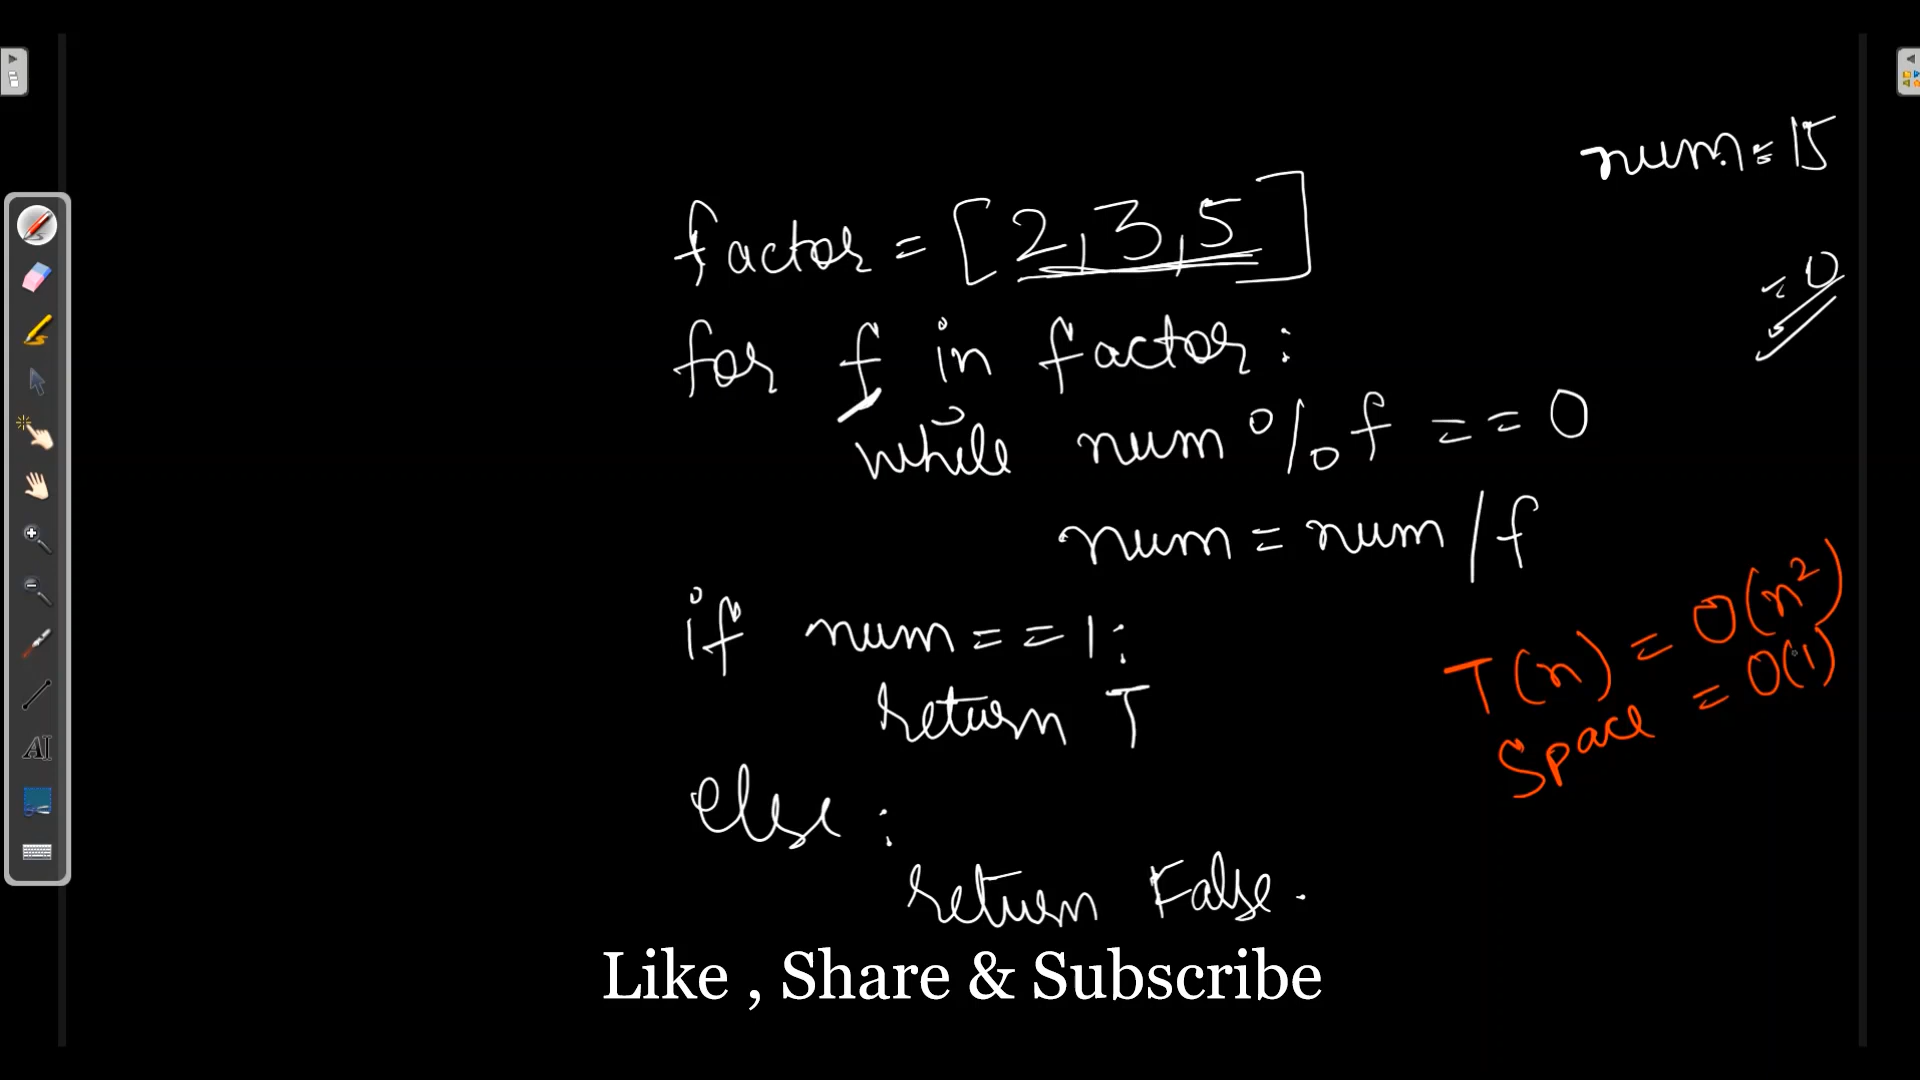 num = 15
factor = [2,3,5]
= 0
for f in factor:
while num % f == 0
num = num / f
if num == 1:
return T
T(n) = O(n²)
Space = O(1)
else:
return False.
Like , Share & Subscribe
AI